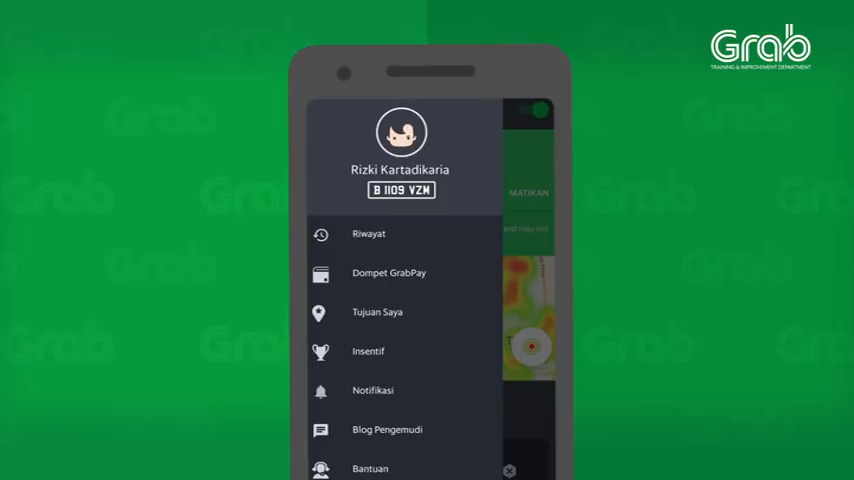 Grab
TRAINING & IMPROVEMENT DEPARTMENT
Rizki Kartadikaria
B 1109 VZM
MATIKAN
Riwayat
and may not
Dompet GrabPay
Tujuan Saya
Insentif
Notifikasi
Blog Pengemudi
Bantuan